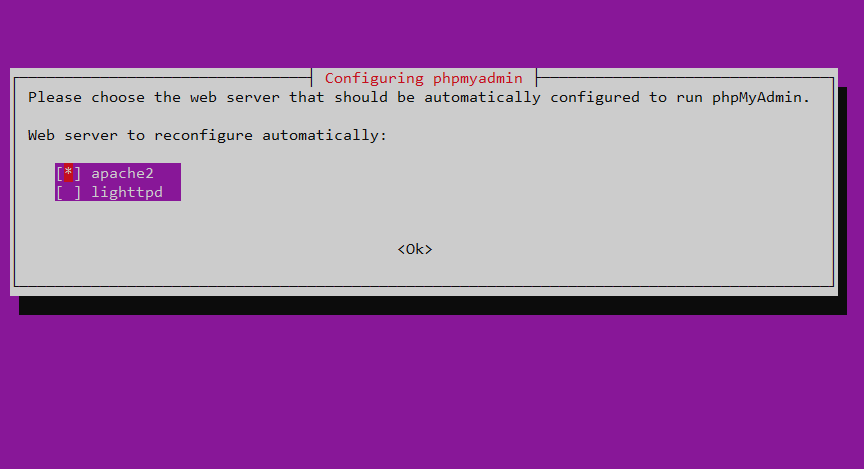 Configuring phpmyadmin
Please choose the web server that should be automatically configured to run phpMyAdmin.
Web server to reconfigure automatically:
[*] apache2
[ ] lighttpd
<Ok>